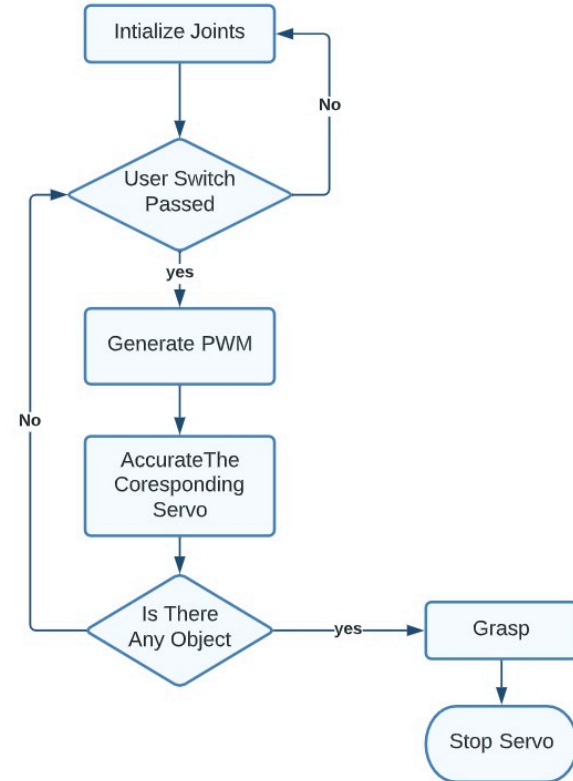 Intialize Joints
No
User Switch
Passed
yes
Generate PWM
No
AccurateThe
Coresponding
Servo
Is There
Any Object
yes
Grasp
Stop Servo